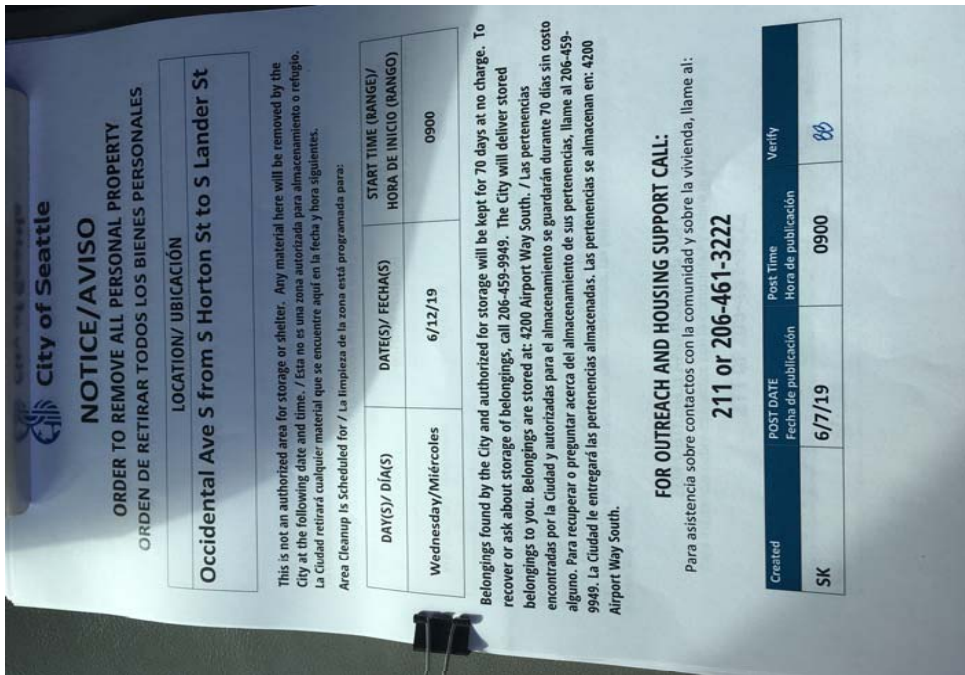 City of Seattle
NOTICE/AVISO
ORDER TO REMOVE ALL PERSONAL PROPERTY
ORDEN DE RETIRAR TODOS LOS BIENES PERSONALES
LOCATION/ UBICACIÓN
Occidental Ave S from S Horton St to S Lander St
This is not an authorized area for storage or shelter. Any material here will be removed by the
City at the following date and time. / Esta no es una zona autorizada para almacenamiento o refugio.
La Ciudad retirará cualquier material que se encuentre aquí en la fecha y hora siguientes.
Area Cleanup Is Scheduled for / La limpieza de la zona está programada para:
DAY(S)/ DÍA(S) DATE(S)/ FECHA(S) START TIME (RANGE)/
HORA DE INICIO (RANGO)
Wednesday/Miércoles 6/12/19 0900
Belongings found by the City and authorized for storage will be kept for 70 days at no charge. To
recover or ask about storage of belongings, call 206-459-9949. The City will deliver stored
belongings to you. Belongings are stored at: 4200 Airport Way South. / Las pertenencias
encontradas por la Ciudad y autorizadas para el almacenamiento se guardarán durante 70 días sin costo
alguno. Para recuperar o preguntar acerca del almacenamiento de sus pertenencias, llame al 206-459-
9949. La Ciudad le entregará las pertenencias almacenadas. Las pertenencias se almacenan en: 4200
Airport Way South.
FOR OUTREACH AND HOUSING SUPPORT CALL:
Para asistencia sobre contactos con la comunidad y sobre la vivienda, llame al:
211 or 206-461-3222
Created POST DATE Post Time Verify
Fecha de publicación Hora de publicación
SK 6/7/19 0900